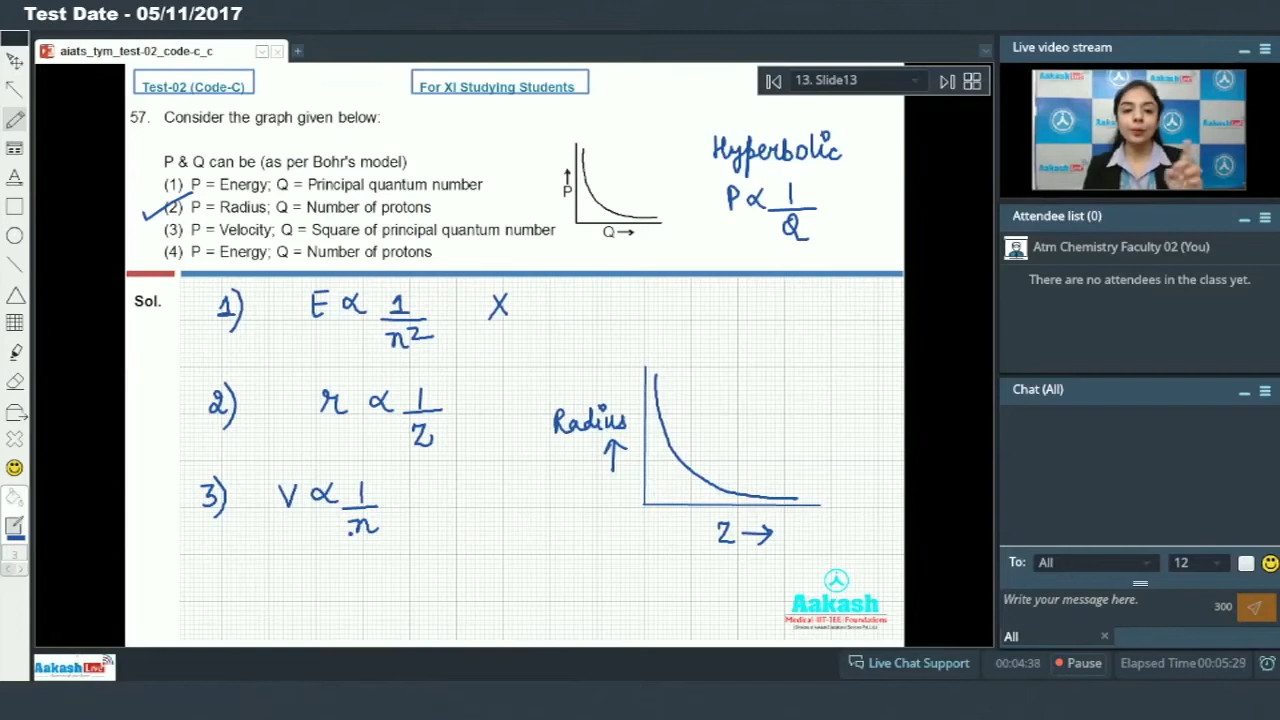 Test Date - 05/11/2017
aiats_tym_test-02_code-c_c
Test-02 (Code-C)
For XI Studying Students
13. Slide13
57. Consider the graph given below:
P & Q can be (as per Bohr's model)
(1) P = Energy; Q = Principal quantum number
(2) P = Radius; Q = Number of protons
(3) P = Velocity; Q = Square of principal quantum number
(4) P = Energy; Q = Number of protons
P
Q→
Hyperbolic
P ∝ 1/Q
Sol.
1) E ∝ 1/n² X
2) r ∝ 1/Z
3) V ∝ 1/n
Radius ↑
Z →
Aakash
Medical|IIT-JEE|Foundations
Live video stream
Attendee list (0)
Atm Chemistry Faculty 02 (You)
There are no attendees in the class yet.
Chat (All)
To: All 12
Write your message here.
300
All
3
Aakash Live
Live Chat Support
00:04:38
Pause
Elapsed Time 00:05:29